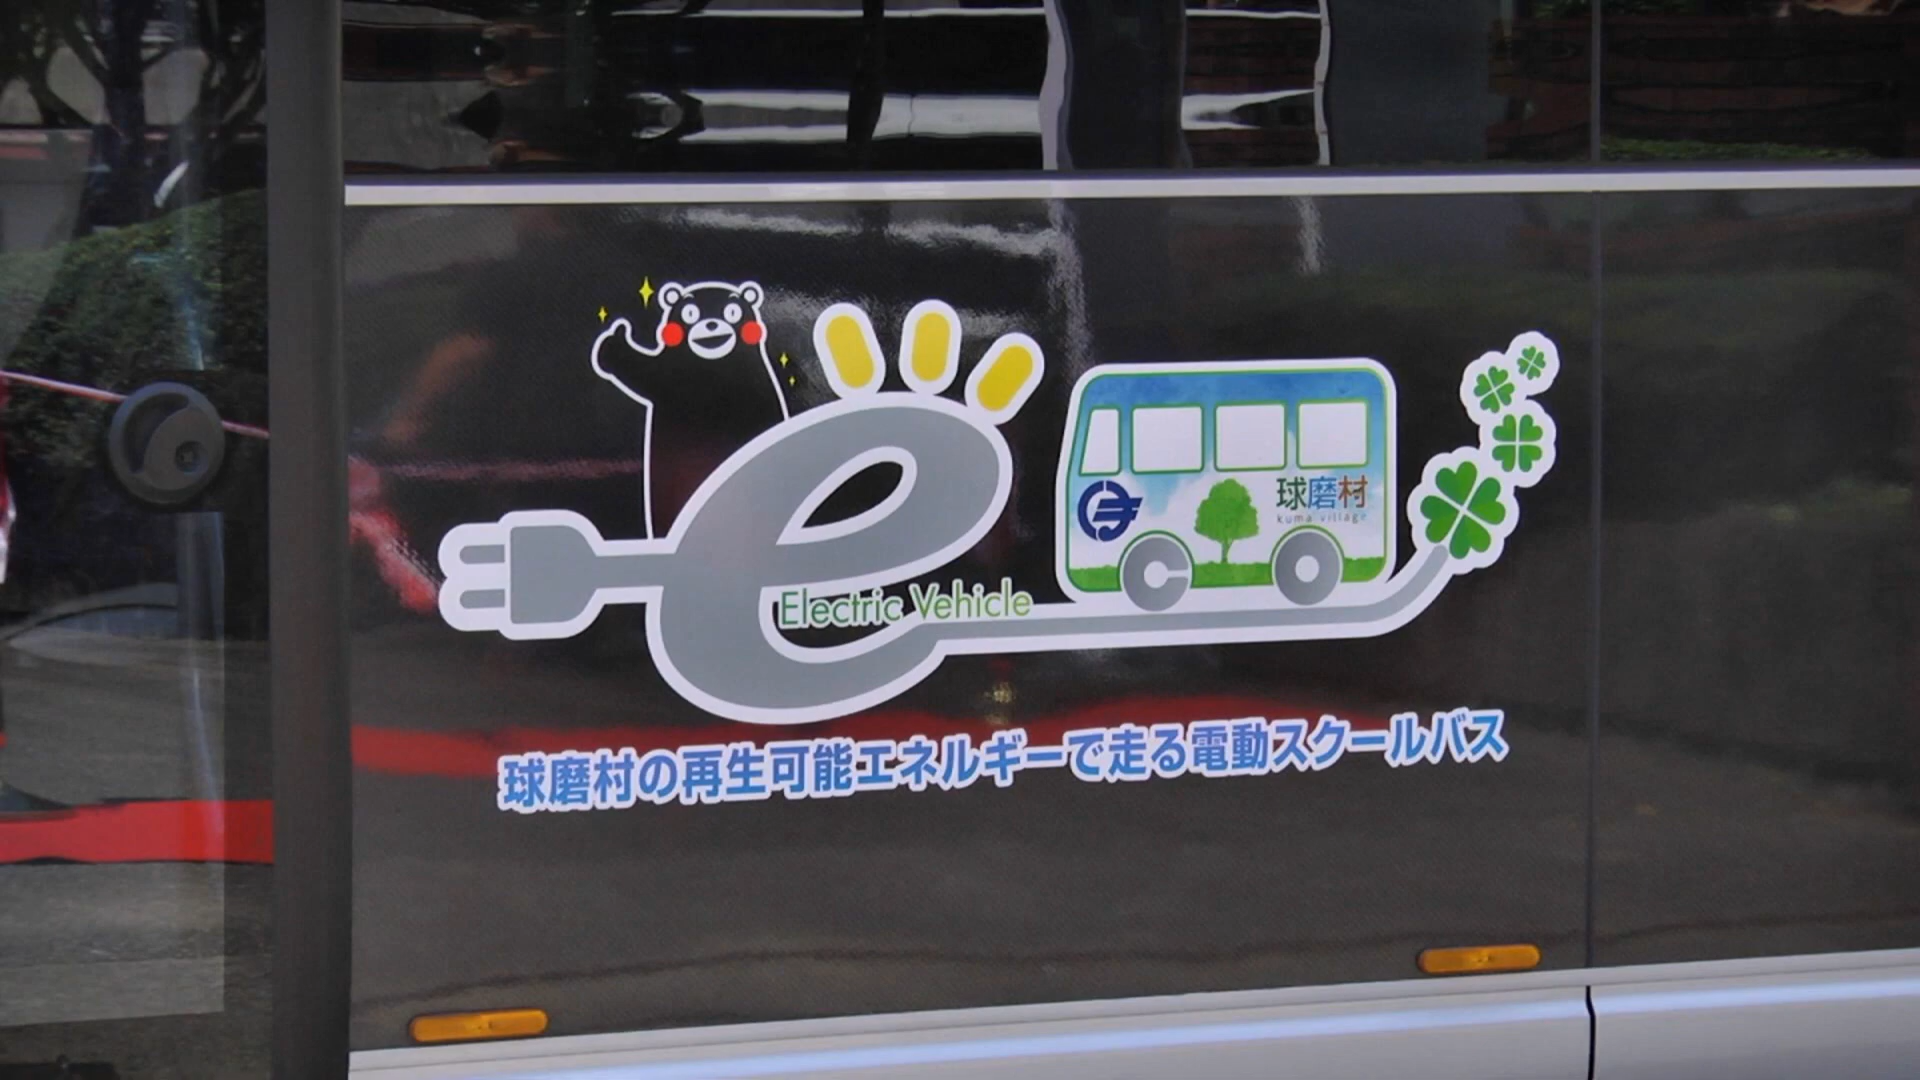 e
Electric Vehicle
球磨村
kuma village
球磨村の再生可能エネルギーで走る電動スクールバス